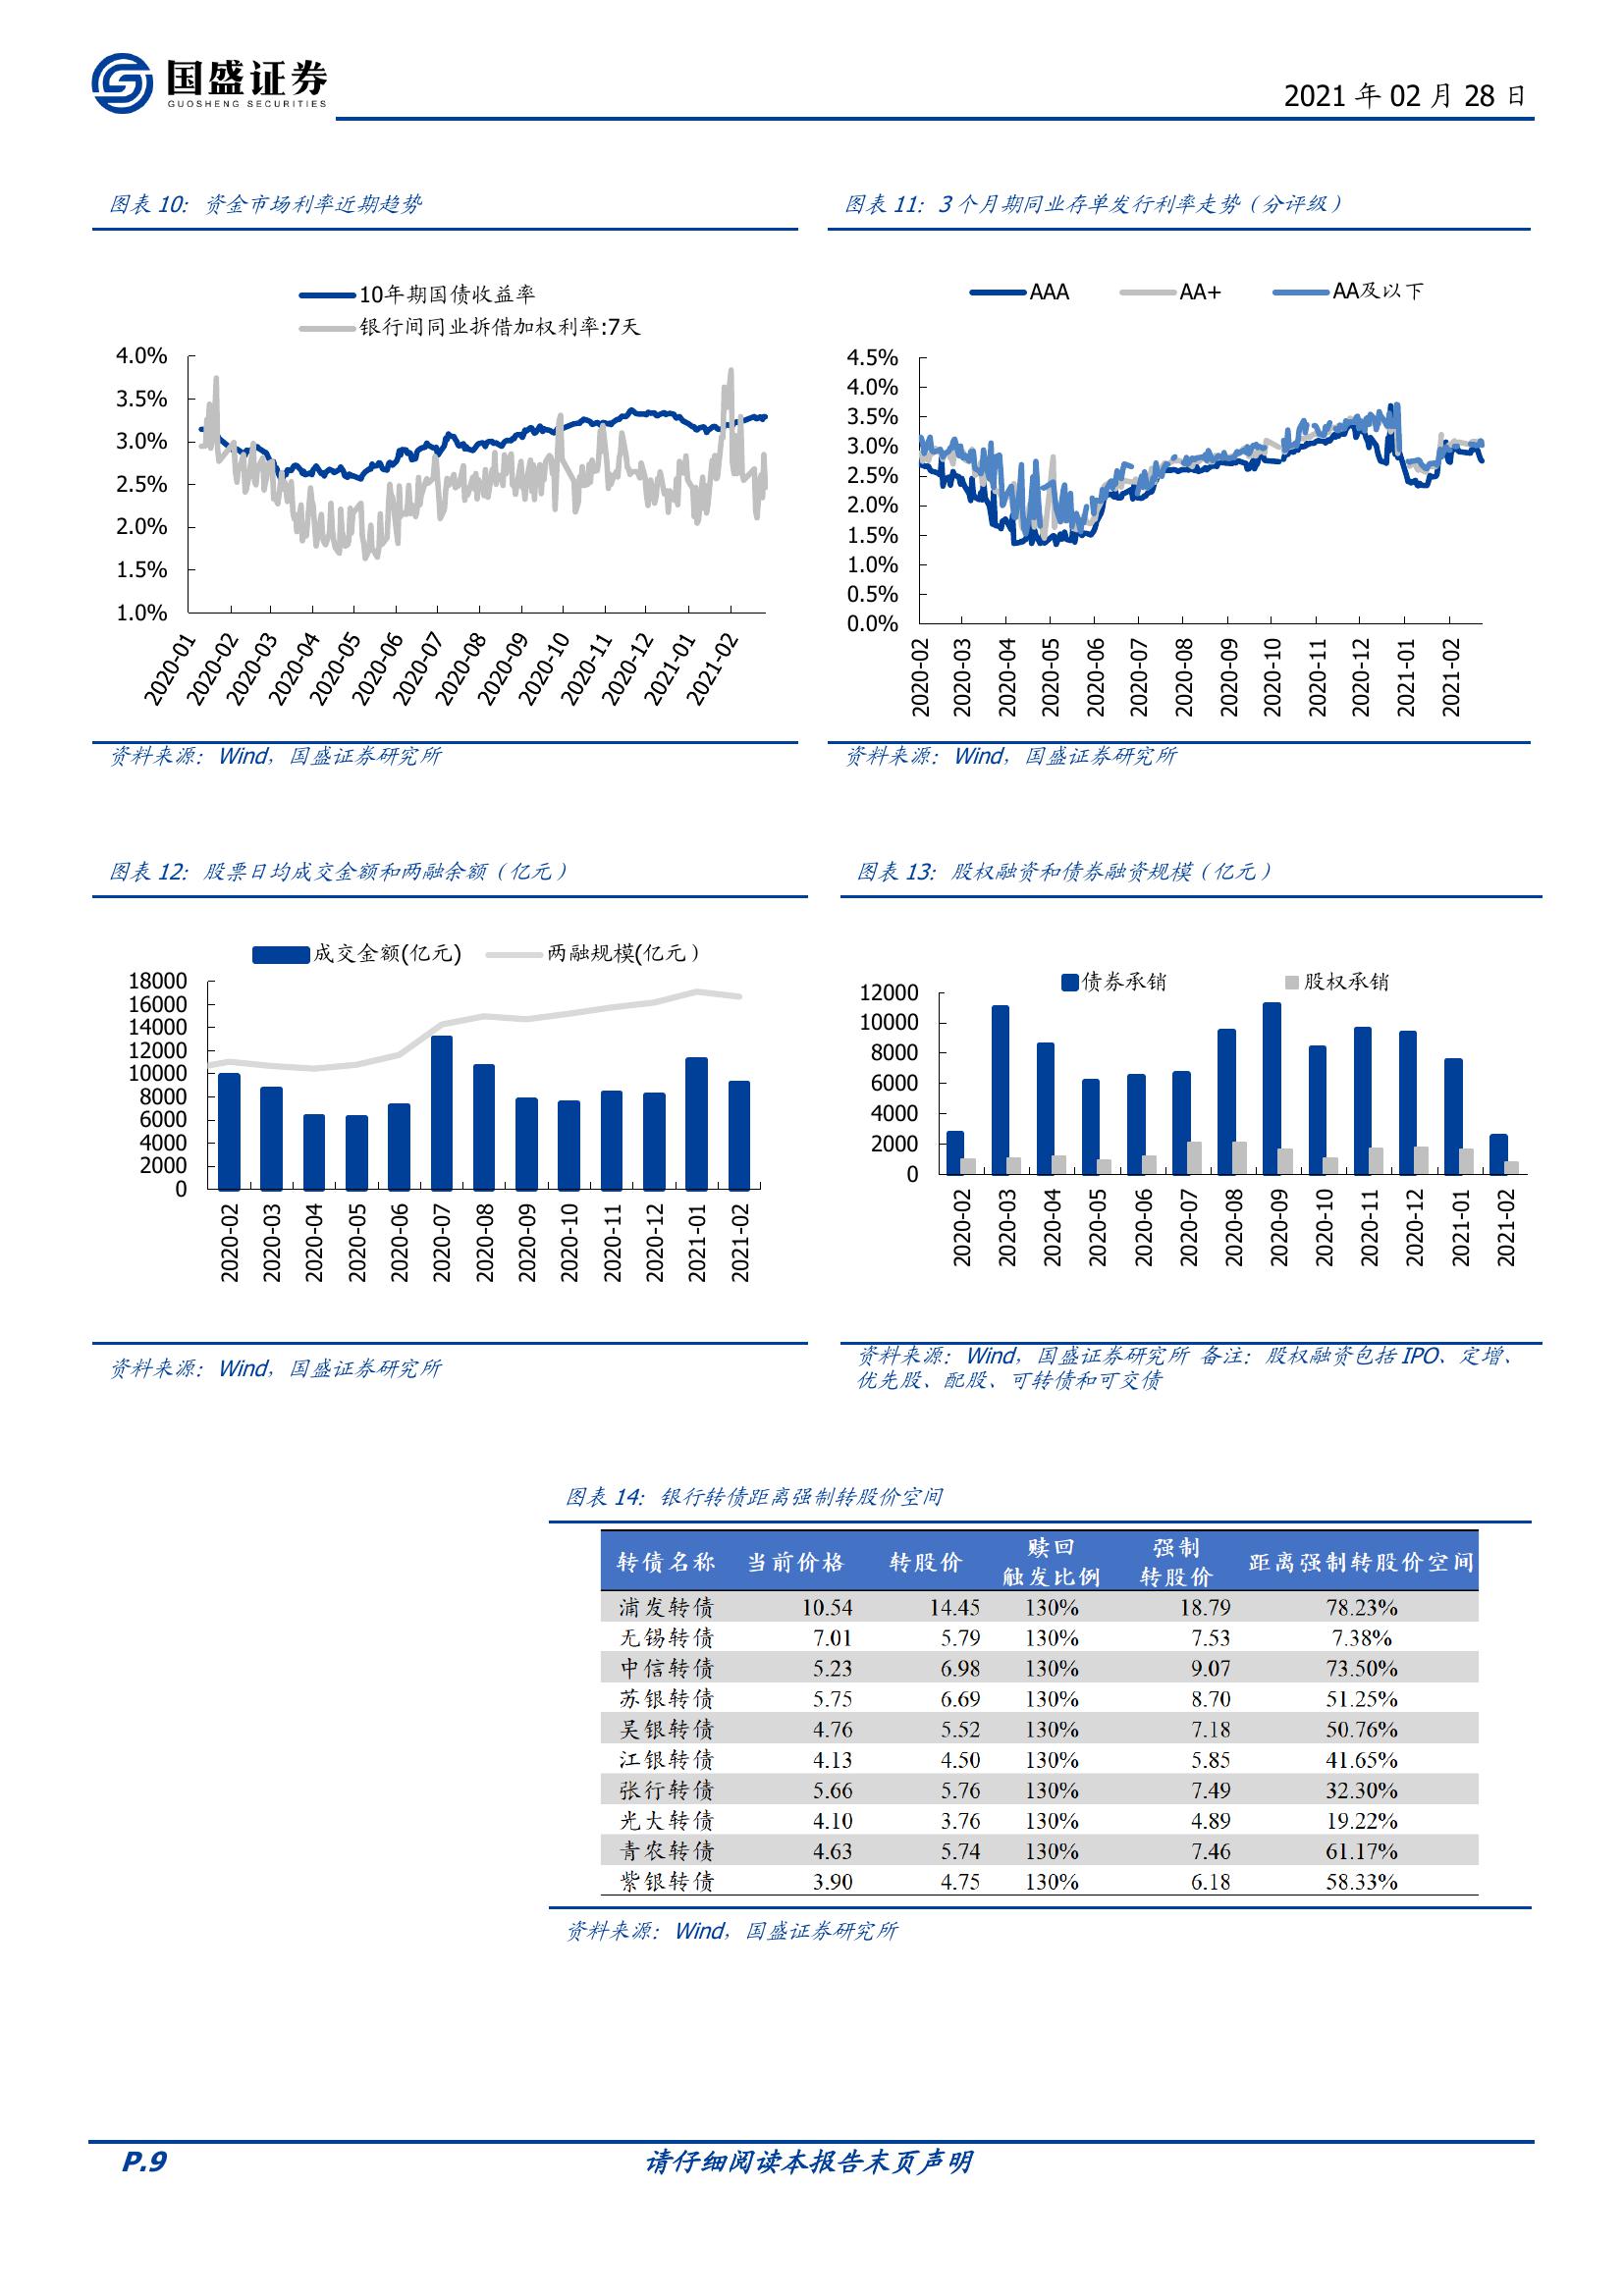 国盛证券
GUOSHENG SECURITIES
2021 年 02 月 28 日
图表 10：资金市场利率近期趋势
10年期国债收益率
银行间同业拆借加权利率:7天
4.0%
3.5%
3.0%
2.5%
2.0%
1.5%
1.0%
2020-01 2020-02 2020-03 2020-04 2020-05 2020-06 2020-07 2020-08 2020-09 2020-10 2020-11 2020-12 2021-01 2021-02
资料来源：Wind，国盛证券研究所
图表 11：3 个月期同业存单发行利率走势（分评级）
AAA AA+ AA及以下
4.5%
4.0%
3.5%
3.0%
2.5%
2.0%
1.5%
1.0%
0.5%
0.0%
2020-02 2020-03 2020-04 2020-05 2020-06 2020-07 2020-08 2020-09 2020-10 2020-11 2020-12 2021-01 2021-02
资料来源：Wind，国盛证券研究所
图表 12：股票日均成交金额和两融余额（亿元）
成交金额(亿元) 两融规模(亿元）
18000
16000
14000
12000
10000
8000
6000
4000
2000
0
2020-02 2020-03 2020-04 2020-05 2020-06 2020-07 2020-08 2020-09 2020-10 2020-11 2020-12 2021-01 2021-02
资料来源：Wind，国盛证券研究所
图表 13：股权融资和债券融资规模（亿元）
债券承销 股权承销
12000
10000
8000
6000
4000
2000
0
2020-02 2020-03 2020-04 2020-05 2020-06 2020-07 2020-08 2020-09 2020-10 2020-11 2020-12 2021-01 2021-02
资料来源：Wind，国盛证券研究所 备注：股权融资包括 IPO、定增、
优先股、配股、可转债和可交债
图表 14：银行转债距离强制转股价空间
转债名称 当前价格 转股价 赎回触发比例 强制转股价 距离强制转股价空间
浦发转债 10.54 14.45 130% 18.79 78.23%
无锡转债 7.01 5.79 130% 7.53 7.38%
中信转债 5.23 6.98 130% 9.07 73.50%
苏银转债 5.75 6.69 130% 8.70 51.25%
吴银转债 4.76 5.52 130% 7.18 50.76%
江银转债 4.13 4.50 130% 5.85 41.65%
张行转债 5.66 5.76 130% 7.49 32.30%
光大转债 4.10 3.76 130% 4.89 19.22%
青农转债 4.63 5.74 130% 7.46 61.17%
紫银转债 3.90 4.75 130% 6.18 58.33%
资料来源：Wind，国盛证券研究所
P.9
请仔细阅读本报告末页声明